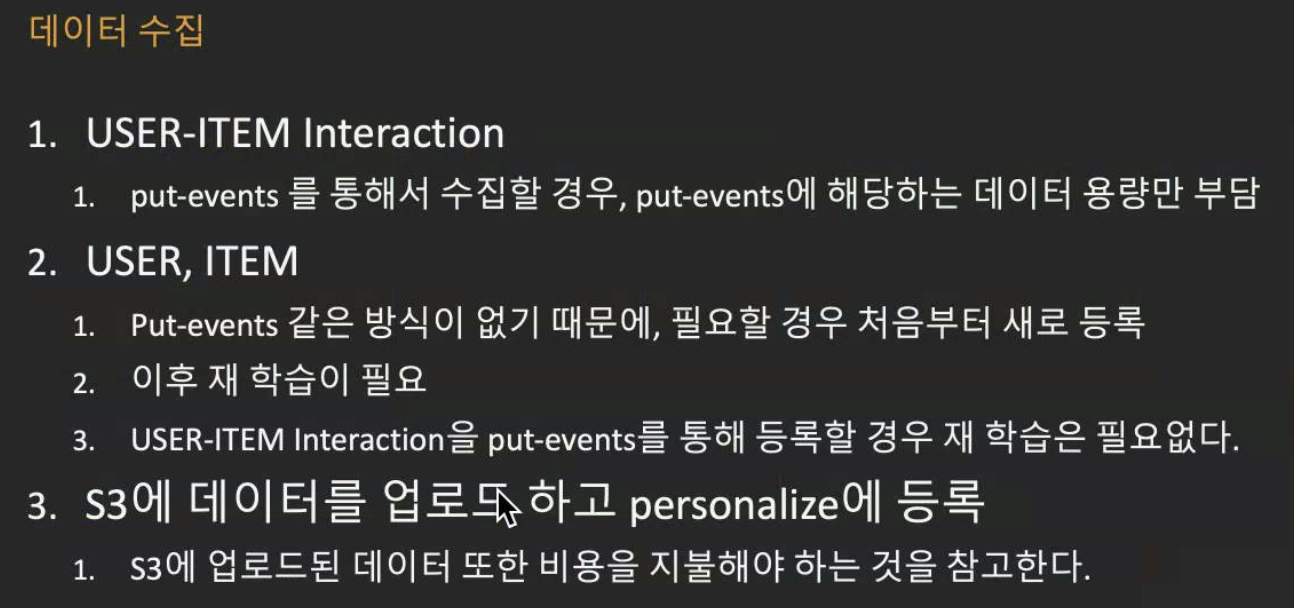 데이터 수집
1. USER-ITEM Interaction
1. put-events 를 통해서 수집할 경우, put-events에 해당하는 데이터 용량만 부담
2. USER, ITEM
1. Put-events 같은 방식이 없기 때문에, 필요할 경우 처음부터 새로 등록
2. 이후 재 학습이 필요
3. USER-ITEM Interaction을 put-events를 통해 등록할 경우 재 학습은 필요없다.
3. S3에 데이터를 업로드 하고 personalize에 등록
1. S3에 업로드된 데이터 또한 비용을 지불해야 하는 것을 참고한다.